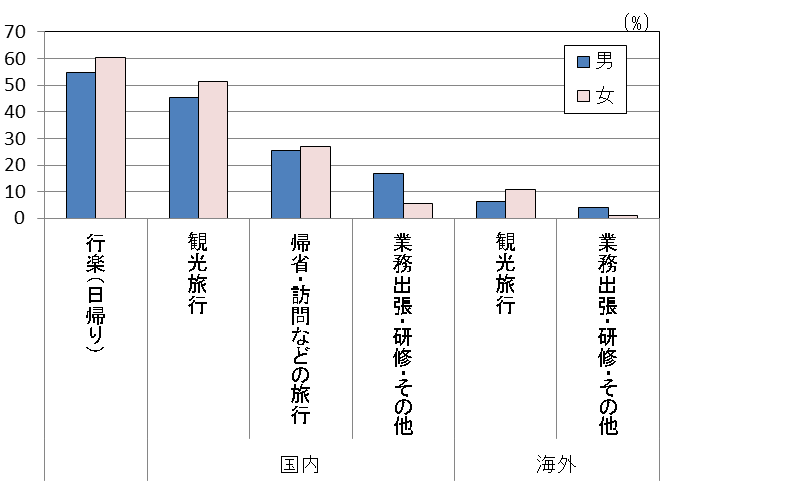 (%)
70
60
50
40
30
20
10
0
男
女
行楽(日帰り)
観光旅行
帰省・訪問などの旅行
業務出張・研修・その他
観光旅行
業務出張・研修・その他
国内
海外